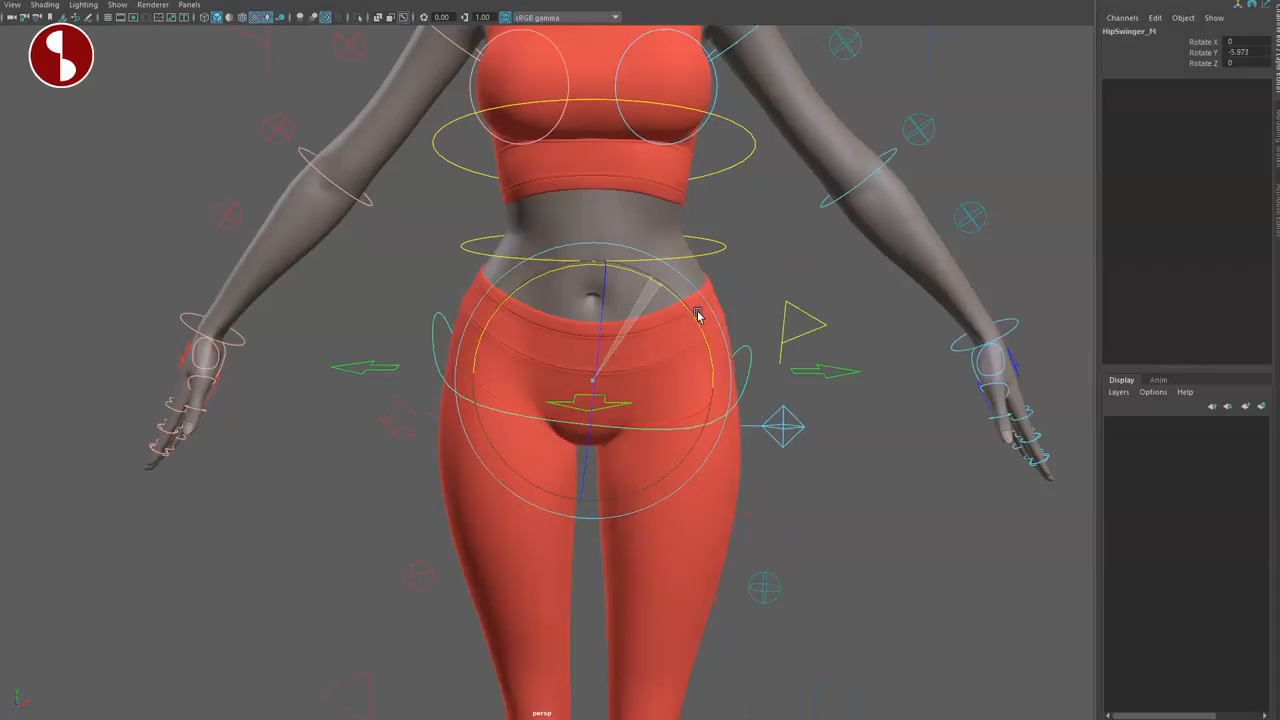 View Shading Lighting Show Renderer Panels
0.00 1.00 sRGB gamma
Channels Edit Object Show
HipSwinger_M
Rotate X 0
Rotate Y -5.973
Rotate Z 0
Display Anim
Layers Options Help
persp